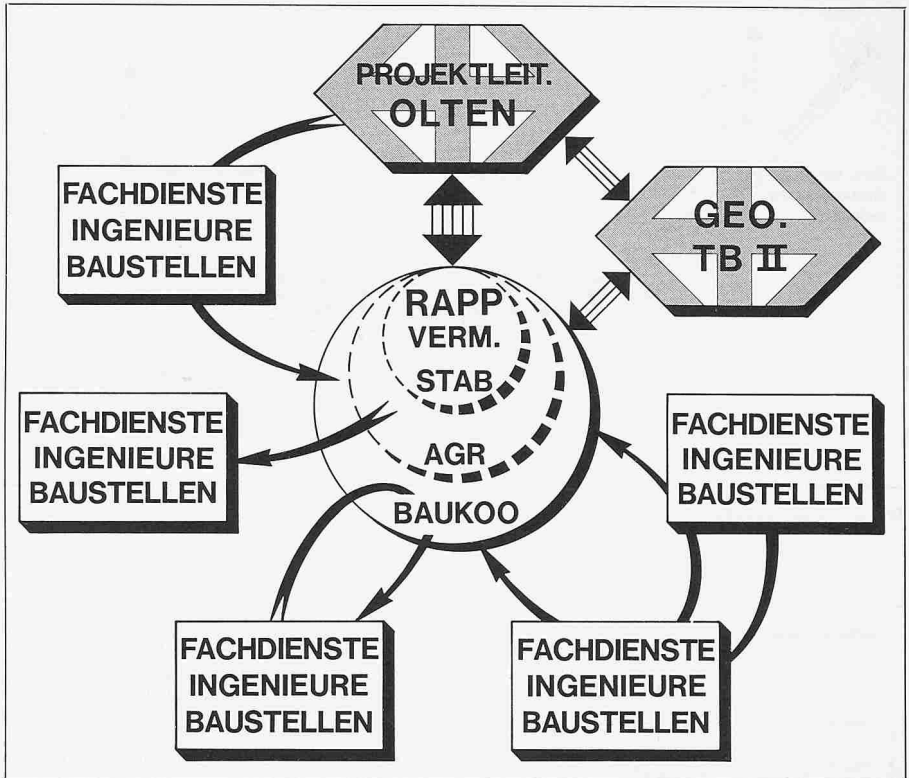 PROJEKTLEIT.
OLTEN
FACHDIENSTE
INGENIEURE
BAUSTELLEN
GEO.
TB II
RAPP
VERM.
STAB
AGR
BAUKOO
FACHDIENSTE
INGENIEURE
BAUSTELLEN
FACHDIENSTE
INGENIEURE
BAUSTELLEN
FACHDIENSTE
INGENIEURE
BAUSTELLEN
FACHDIENSTE
INGENIEURE
BAUSTELLEN